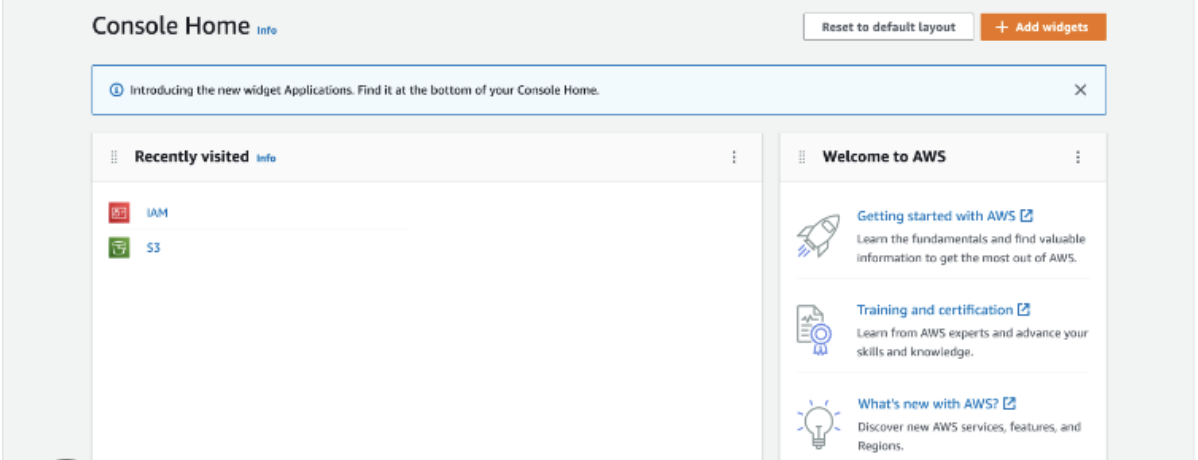 Console Home Info
Reset to default layout
+ Add widgets
Introducing the new widget Applications. Find it at the bottom of your Console Home.
Recently visited Info
IAM
S3
Welcome to AWS
Getting started with AWS
Learn the fundamentals and find valuable
information to get the most out of AWS.
Training and certification
Learn from AWS experts and advance your
skills and knowledge.
What's new with AWS?
Discover new AWS services, features, and
Regions.